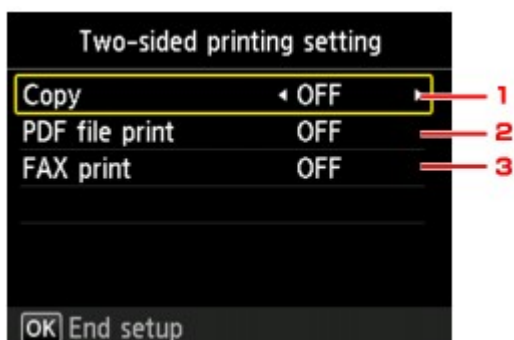 Two-sided printing setting
Copy OFF 1
PDF file print OFF 2
FAX print OFF 3
OK End setup